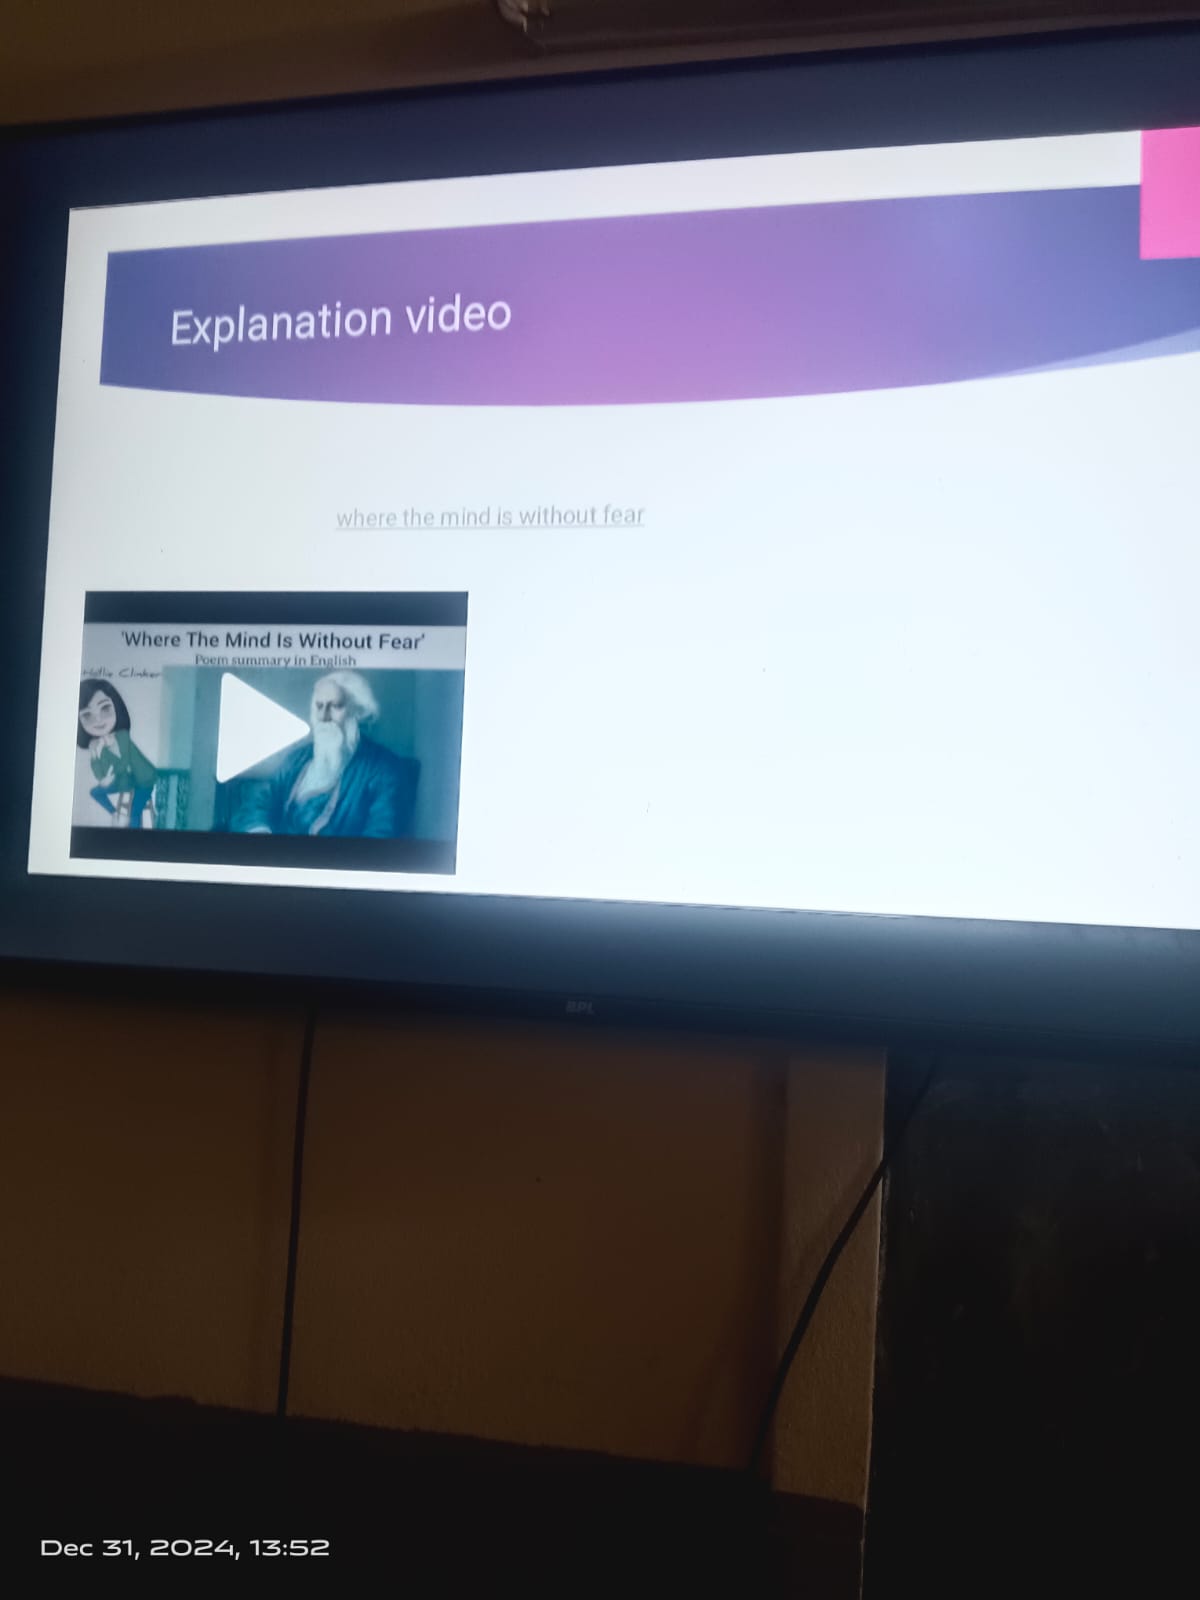 Explanation video
where the mind is without fear
'Where The Mind Is Without Fear'
Poem summary in English
BPL
Dec 31, 2024, 13:52